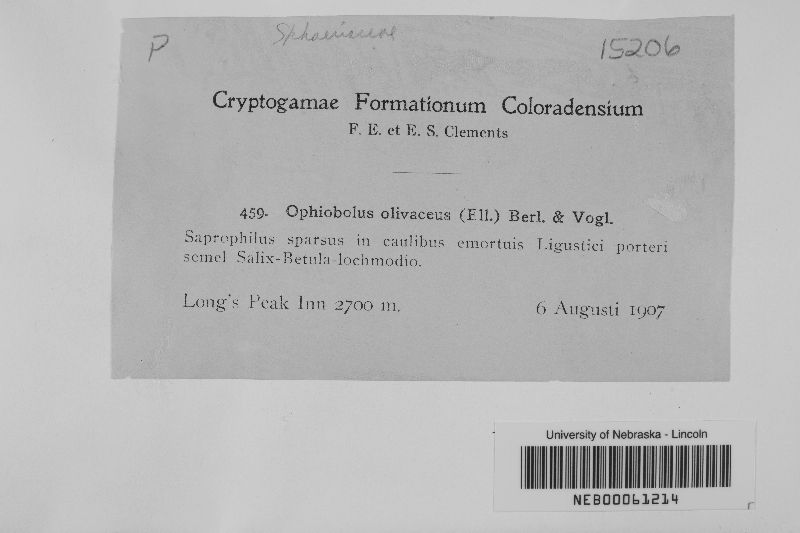 P
15206
Cryptogamae Formationum Coloradensium
F. E. et E. S. Clements
459. Ophiobolus olivaceus (Ell.) Berl. & Vogl.
Saprophilus sparsus in caulibus emortuis Ligustici porteri
semel Salix-Betula-lochmodio.
Long's Peak Inn 2700 m.
6 Augusti 1907
University of Nebraska - Lincoln
NEB00061214